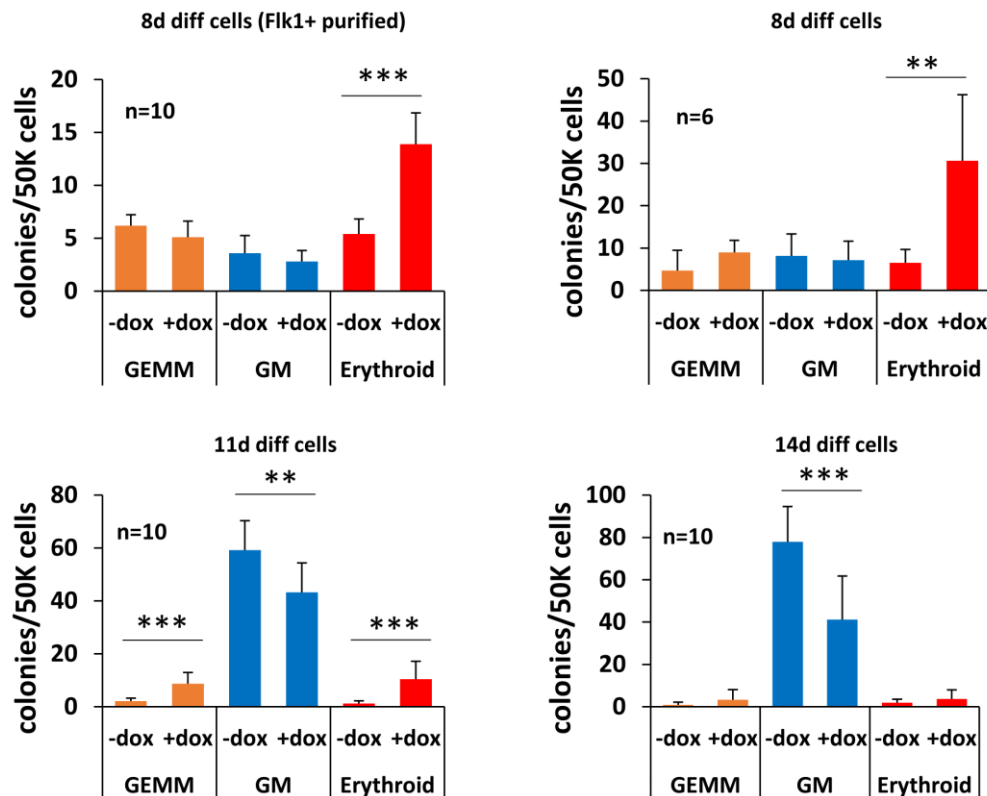 8d diff cells (Flk1+ purified)
colonies/50K cells
20
15
10
5
0
n=10
***
-dox +dox -dox +dox -dox +dox
GEMM GM Erythroid
8d diff cells
colonies/50K cells
50
40
30
20
10
0
n=6
**
-dox +dox -dox +dox -dox +dox
GEMM GM Erythroid
11d diff cells
colonies/50K cells
80
60
40
20
0
n=10
***
**
***
-dox +dox -dox +dox -dox +dox
GEMM GM Erythroid
14d diff cells
colonies/50K cells
100
80
60
40
20
0
n=10
***
-dox +dox -dox +dox -dox +dox
GEMM GM Erythroid